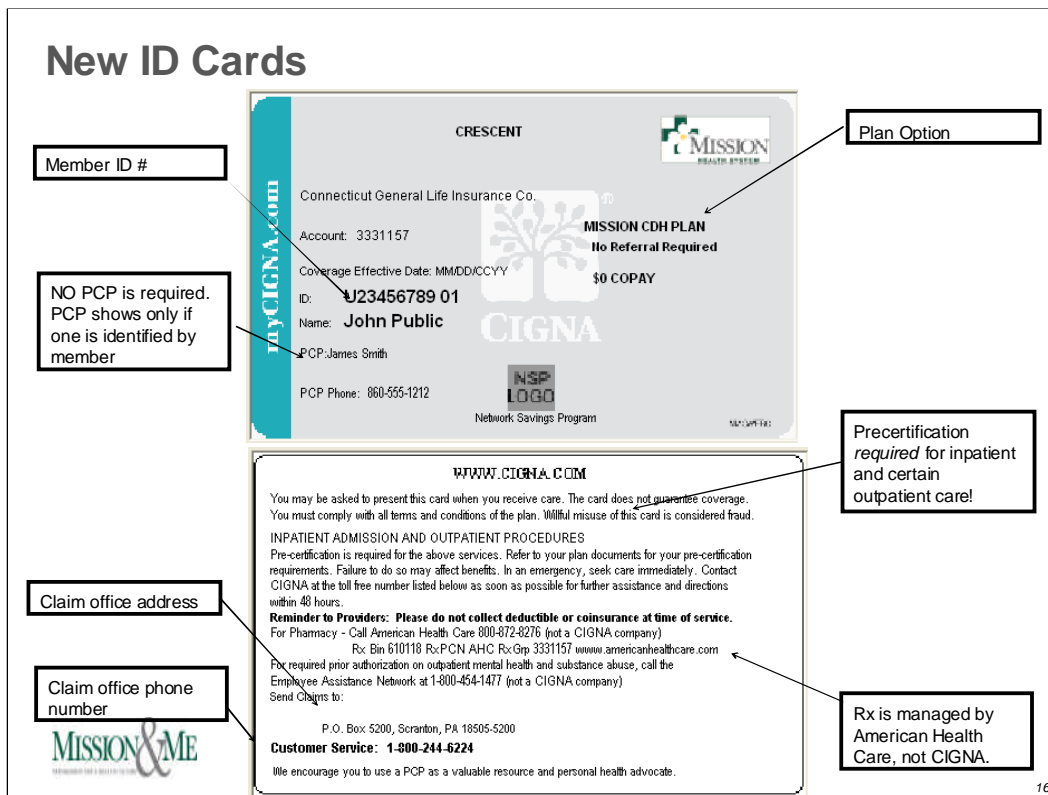 New ID Cards
CRESCENT
MISSION
HEALTH SYSTEM
Plan Option
Member ID #
myCIGNA.com
Connecticut General Life Insurance Co.
Account: 3331157
MISSION CDH PLAN
No Referral Required
Coverage Effective Date: MM/DD/CCYY
$0 COPAY
ID: U23456789 01
Name: John Public
CIGNA
®
NO PCP is required.
PCP shows only if
one is identified by
member
PCP:James Smith
PCP Phone: 860-555-1212
NSP
LOGO
Network Savings Program
Precertification
required for inpatient
and certain
outpatient care!
WWW.CIGNA.COM
You may be asked to present this card when you receive care. The card does not guarantee coverage.
You must comply with all terms and conditions of the plan. Willful misuse of this card is considered fraud.
INPATIENT ADMISSION AND OUTPATIENT PROCEDURES
Pre-certification is required for the above services. Refer to your plan documents for your pre-certification
requirements. Failure to do so may affect benefits. In an emergency, seek care immediately. Contact
CIGNA at the toll free number listed below as soon as possible for further assistance and directions
within 48 hours.
Reminder to Providers: Please do not collect deductible or coinsurance at time of service.
For Pharmacy - Call American Health Care 800-872-8276 (not a CIGNA company)
Rx Bin 610118 RxPCN AHC RxGrp 3331157 www.americanhealthcare.com
For required prior authorization on outpatient mental health and substance abuse, call the
Employee Assistance Network at 1-800-454-1477 (not a CIGNA company)
Send Claims to:
P.O. Box 5200, Scranton, PA 18505-5200
Customer Service: 1-800-244-6224
We encourage you to use a PCP as a valuable resource and personal health advocate.
Claim office address
Claim office phone
number
Rx is managed by
American Health
Care, not CIGNA.
MISSION&ME
16